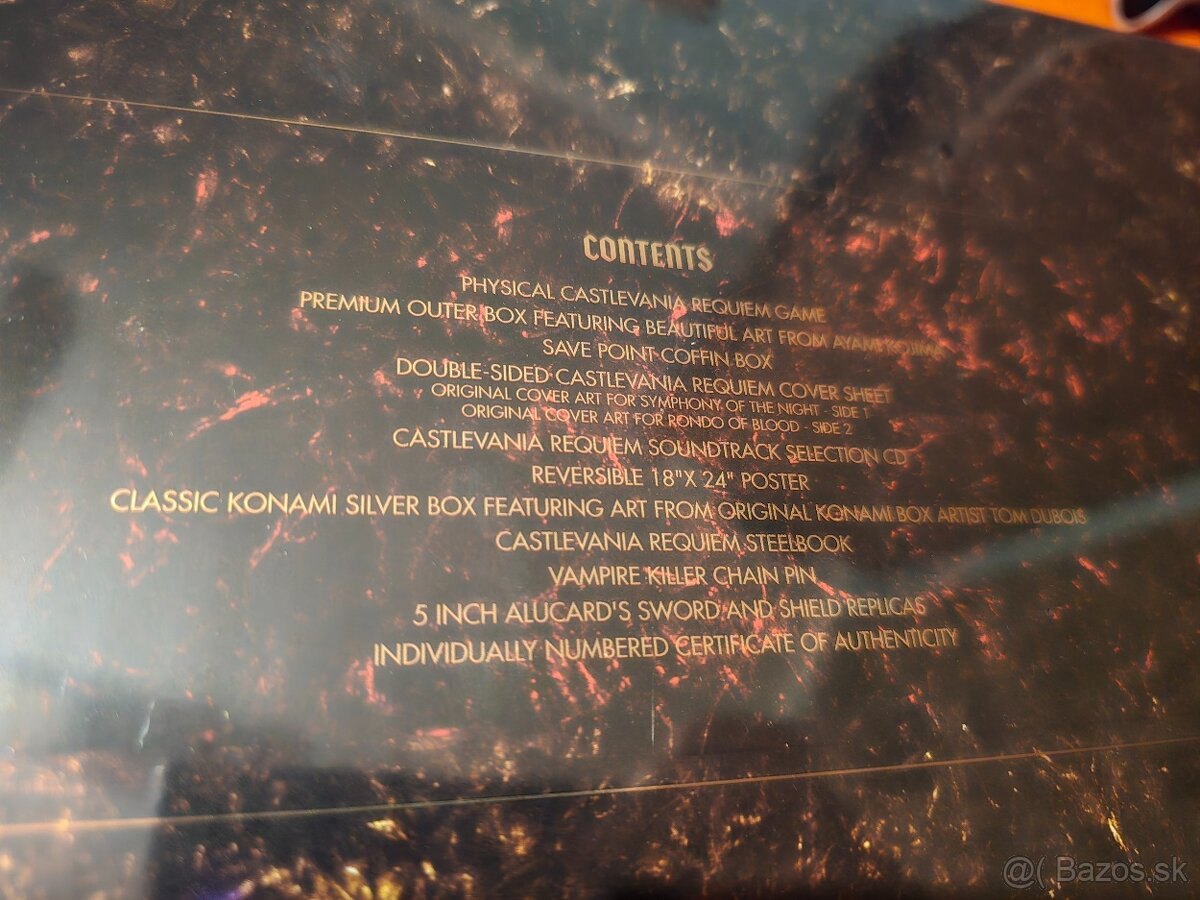 CONTENTS
PHYSICAL CASTLEVANIA REQUIEM GAME
PREMIUM OUTER BOX FEATURING BEAUTIFUL ART FROM AYAMI KOJIMA
SAVE POINT COFFIN BOX
DOUBLE-SIDED CASTLEVANIA REQUIEM COVER SHEET
ORIGINAL COVER ART FOR SYMPHONY OF THE NIGHT - SIDE 1
ORIGINAL COVER ART FOR RONDO OF BLOOD - SIDE 2
CASTLEVANIA REQUIEM SOUNDTRACK SELECTION CD
REVERSIBLE 18"X 24" POSTER
CLASSIC KONAMI SILVER BOX FEATURING ART FROM ORIGINAL KONAMI BOX ARTIST TOM DUBOIS
CASTLEVANIA REQUIEM STEELBOOK
VAMPIRE KILLER CHAIN PIN
5 INCH ALUCARD'S SWORD AND SHIELD REPLICAS
INDIVIDUALLY NUMBERED CERTIFICATE OF AUTHENTICITY
@( Bazos.sk